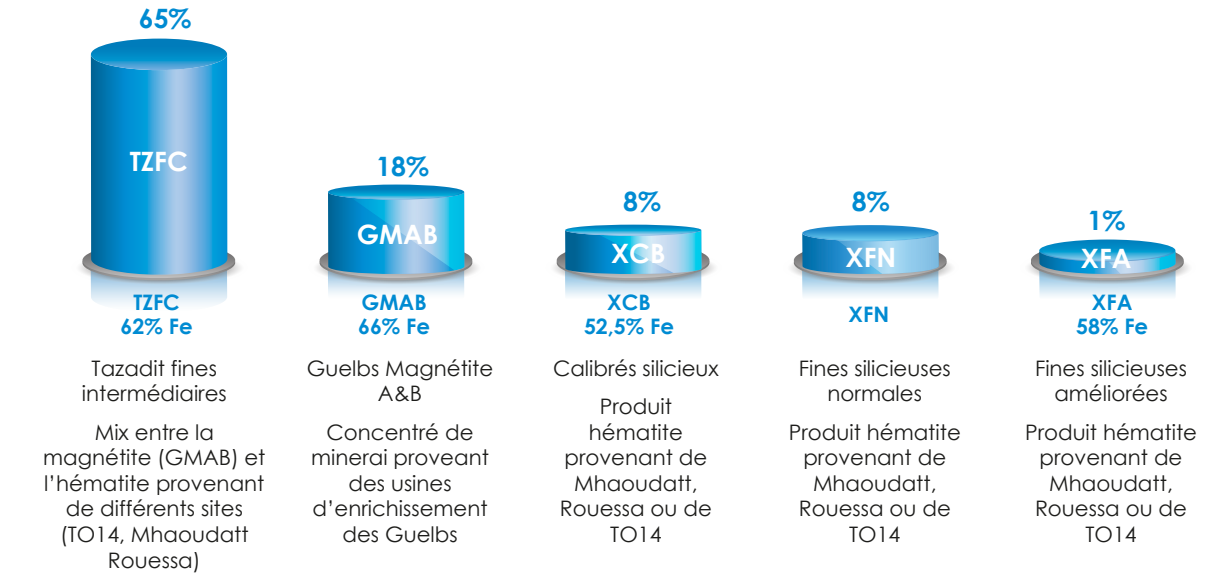 65%
TZFC
TZFC
62% Fe
Tazadit fines
intermédiaires
Mix entre la
magnétite (GMAB) et
l’hématite provenant
de différents sites
(TO14, Mhaoudatt
Rouessa)
18%
GMAB
GMAB
66% Fe
Guelbs Magnétite
A&B
Concentré de
minerai proveant
des usines
d’enrichissement
des Guelbs
8%
XCB
XCB
52,5% Fe
Calibrés silicieux
Produit
hématite
provenant de
Mhaoudatt,
Rouessa ou de
TO14
8%
XFN
XFN
Fines silicieuses
normales
Produit hématite
provenant de
Mhaoudatt,
Rouessa ou de
TO14
1%
XFA
XFA
58% Fe
Fines silicieuses
améliorées
Produit hématite
provenant de
Mhaoudatt,
Rouessa ou de
TO14